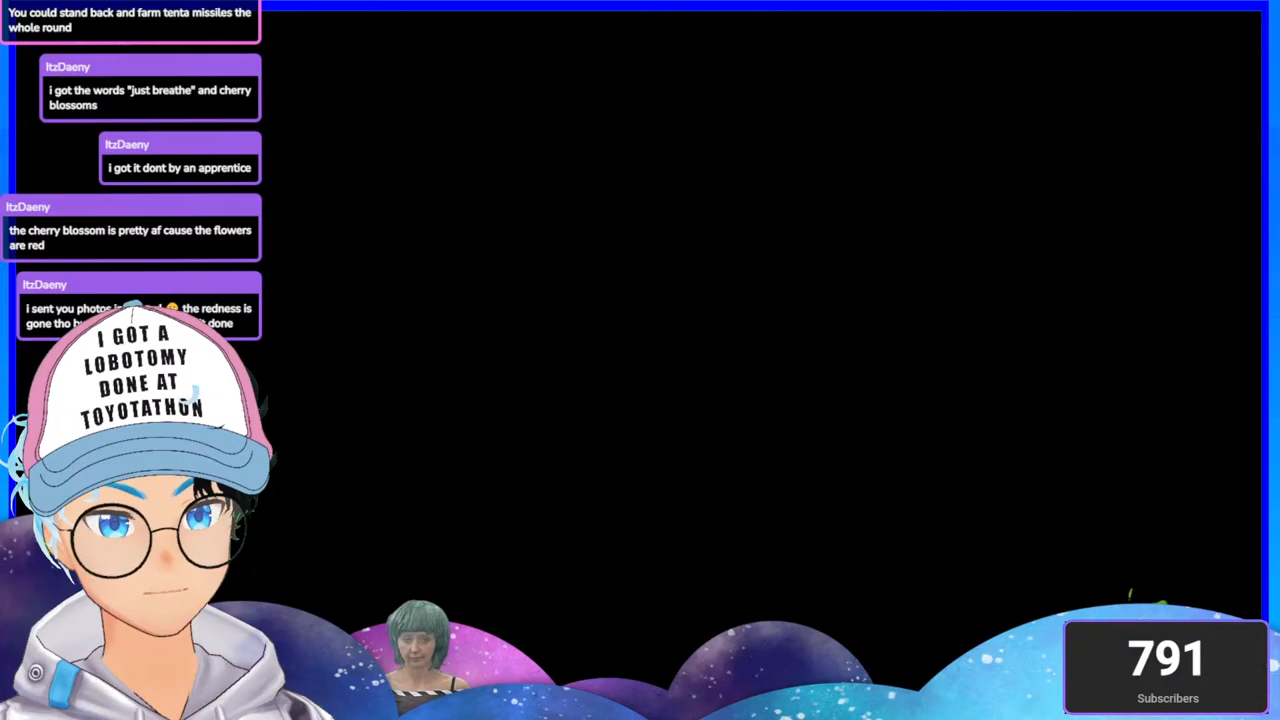 You could stand back and farm tenta missiles the
whole round
ItzDaeny
i got the words "just breathe" and cherry
blossoms
ItzDaeny
i got it dont by an apprentice
ItzDaeny
the cherry blossom is pretty af cause the flowers
are red
ItzDaeny
i sent you photos the redness is
gone tho done
I GOT A
LOBOTOMY
DONE AT
TOYOTATHON
791
Subscribers